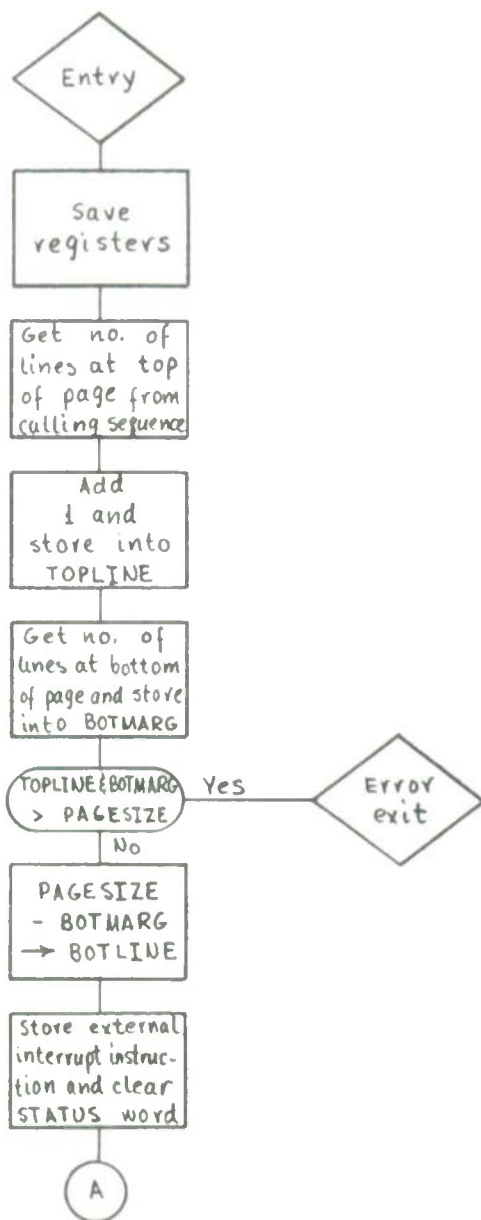 Entry
Save
registers
Get no. of
lines at top
of page from
calling sequence
Add
1 and
store into
TOPLINE
Get no. of
lines at bottom
of page and store
into BOTMARG
TOPLINE & BOTMARG
> PAGESIZE
Yes
Error
exit
No
PAGESIZE
- BOTMARG
→ BOTLINE
Store external
interrupt instruc-
tion and clear
STATUS word
A